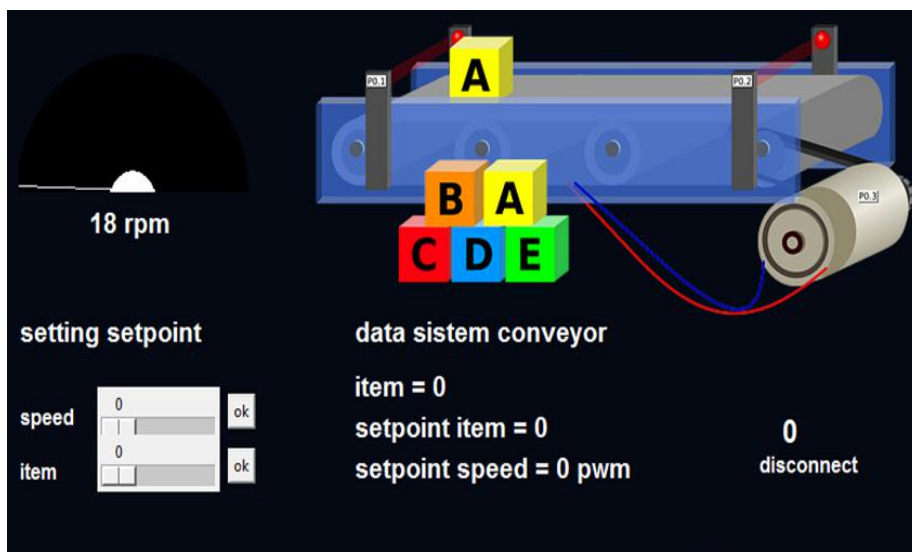 P0.1
A
P0.2
B A
P0.3
C D E
18 rpm
setting setpoint
data sistem conveyor
speed
0
ok
item
0
ok
item = 0
setpoint item = 0
setpoint speed = 0 pwm
0
disconnect